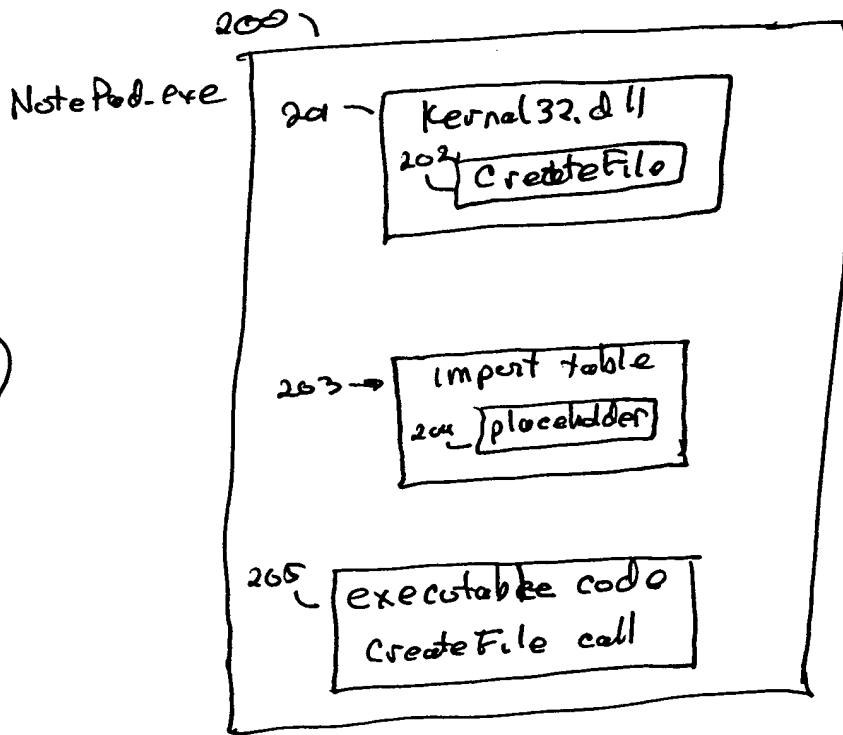 200
NotePad.exe
201
Kernal32.dll
202
CreateFile
203
import table
204
placeholder
205
executable code
CreateFile call